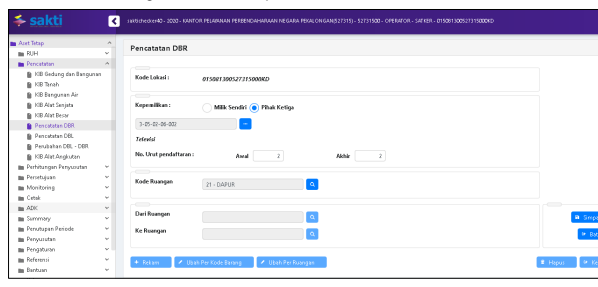 sakti
saktichecker40 - 2020 - KANTOR PELAYANAN PERBENDAHARAAN NEGARA PEKALONGAN(527315) - 52731500 - OPERATOR - SATKER - 015081300527315000KD
Aset Tetap
RUH
Pencatatan
KIB Gedung dan Bangunan
KIB Tanah
KIB Bangunan Air
KIB Alat Senjata
KIB Alat Besar
Pencatatan DBR
Pencatatan DBL
Perubahan DBL - DBR
KIB Alat Angkutan
Perhitungan Penyusutan
Persetujuan
Monitoring
Cetak
ADK
Summary
Penutupan Periode
Penyusutan
Pengaturan
Referensi
Bantuan
Pencatatan DBR
Kode Lokasi : 015081300527315000KD
Kepemilikan : Milik Sendiri Pihak Ketiga
3-05-02-06-002
Televisi
No. Urut pendaftaran : Awal 2 Akhir 2
Kode Ruangan 21 - DAPUR
Dari Ruangan
Ke Ruangan
Simpa
Bat
+ Rekam Ubah Per Kode Barang Ubah Per Ruangan Hapus Ke